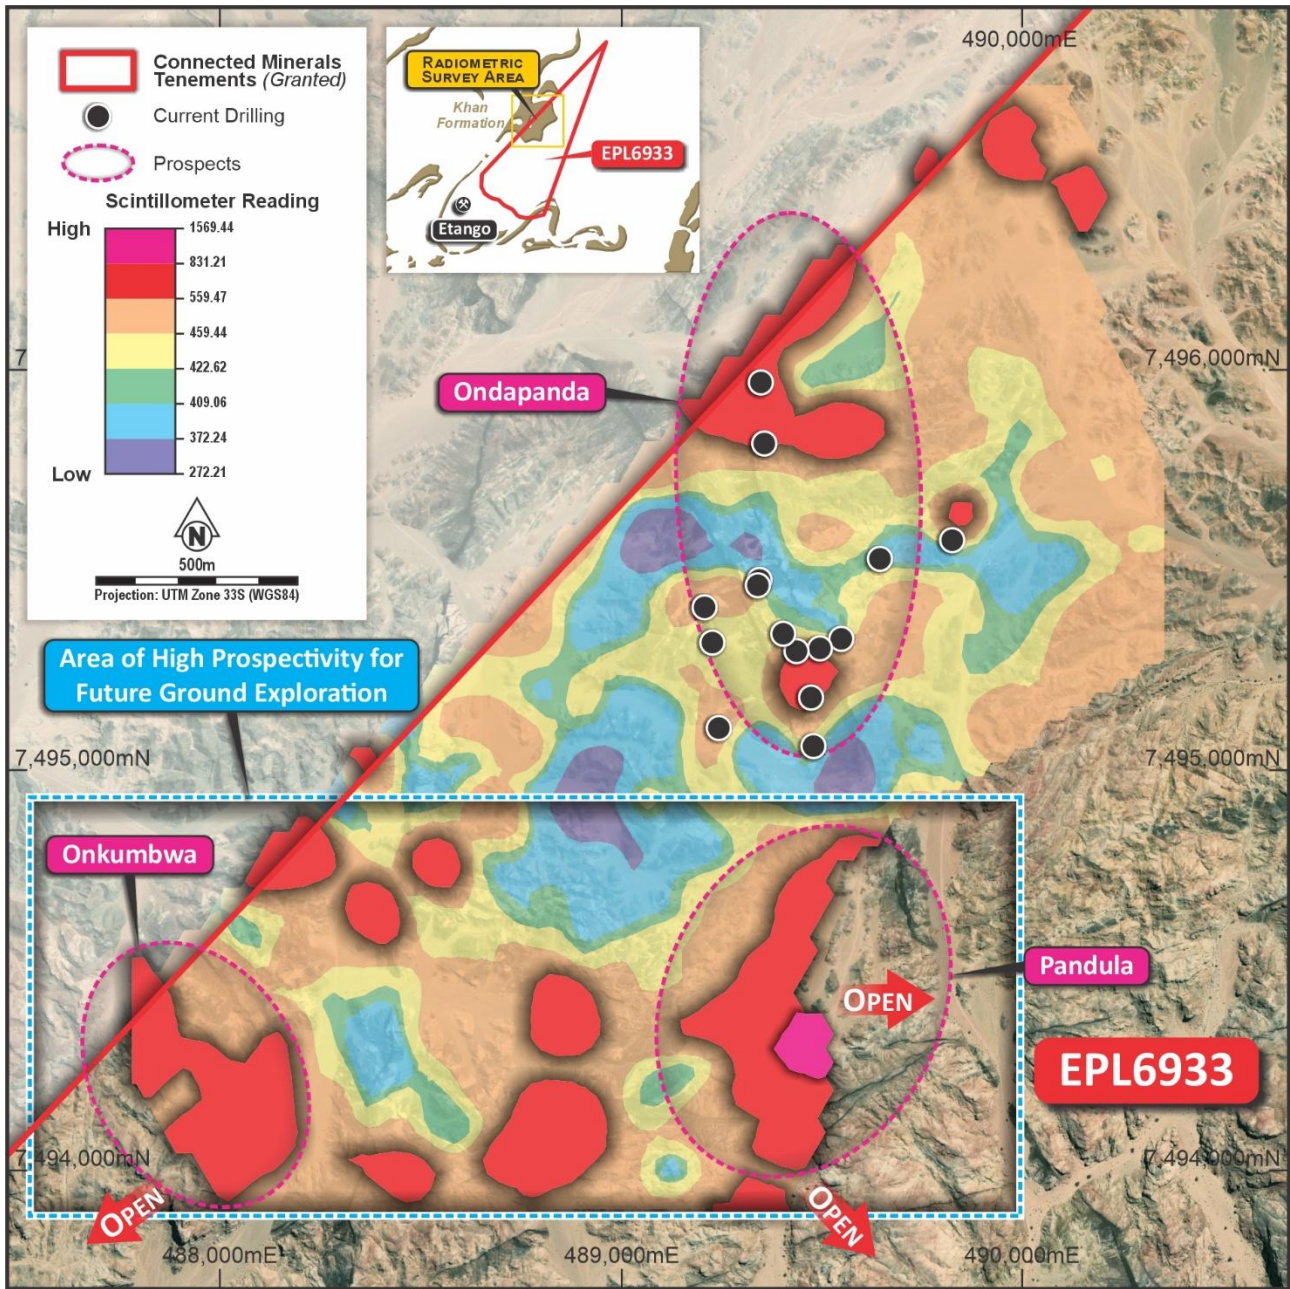 490,000mE
Connected Minerals
Tenements (Granted)
Current Drilling
Prospects
Scintillometer Reading
High
1569.44
831.21
559.47
459.44
422.62
409.06
372.24
272.21
Low
N
500m
Projection: UTM Zone 33S (WGS84)
RADIOMETRIC
SURVEY AREA
Khan
Formation
EPL6933
Etango
7
7,496,000mN
Ondapanda
Area of High Prospectivity for
Future Ground Exploration
7,495,000mN
7,495,000mN
Onkumbwa
Pandula
OPEN
EPL6933
7,494,000mN
7,494,000mN
OPEN
OPEN
488,000mE
489,000mE
490,000mE